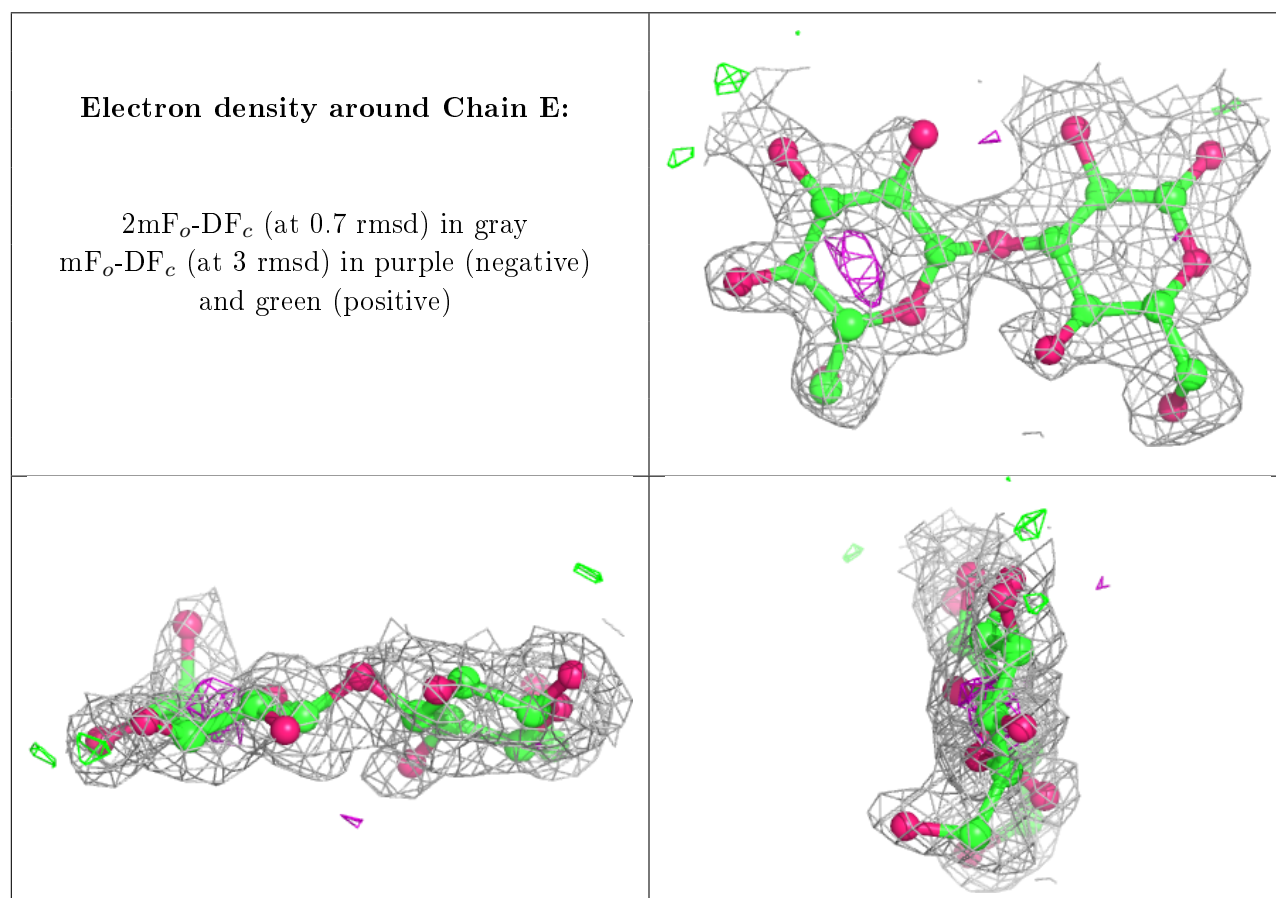 Electron density around Chain E:
2mFₒ-DF𝒸 (at 0.7 rmsd) in gray
mFₒ-DF𝒸 (at 3 rmsd) in purple (negative)
and green (positive)